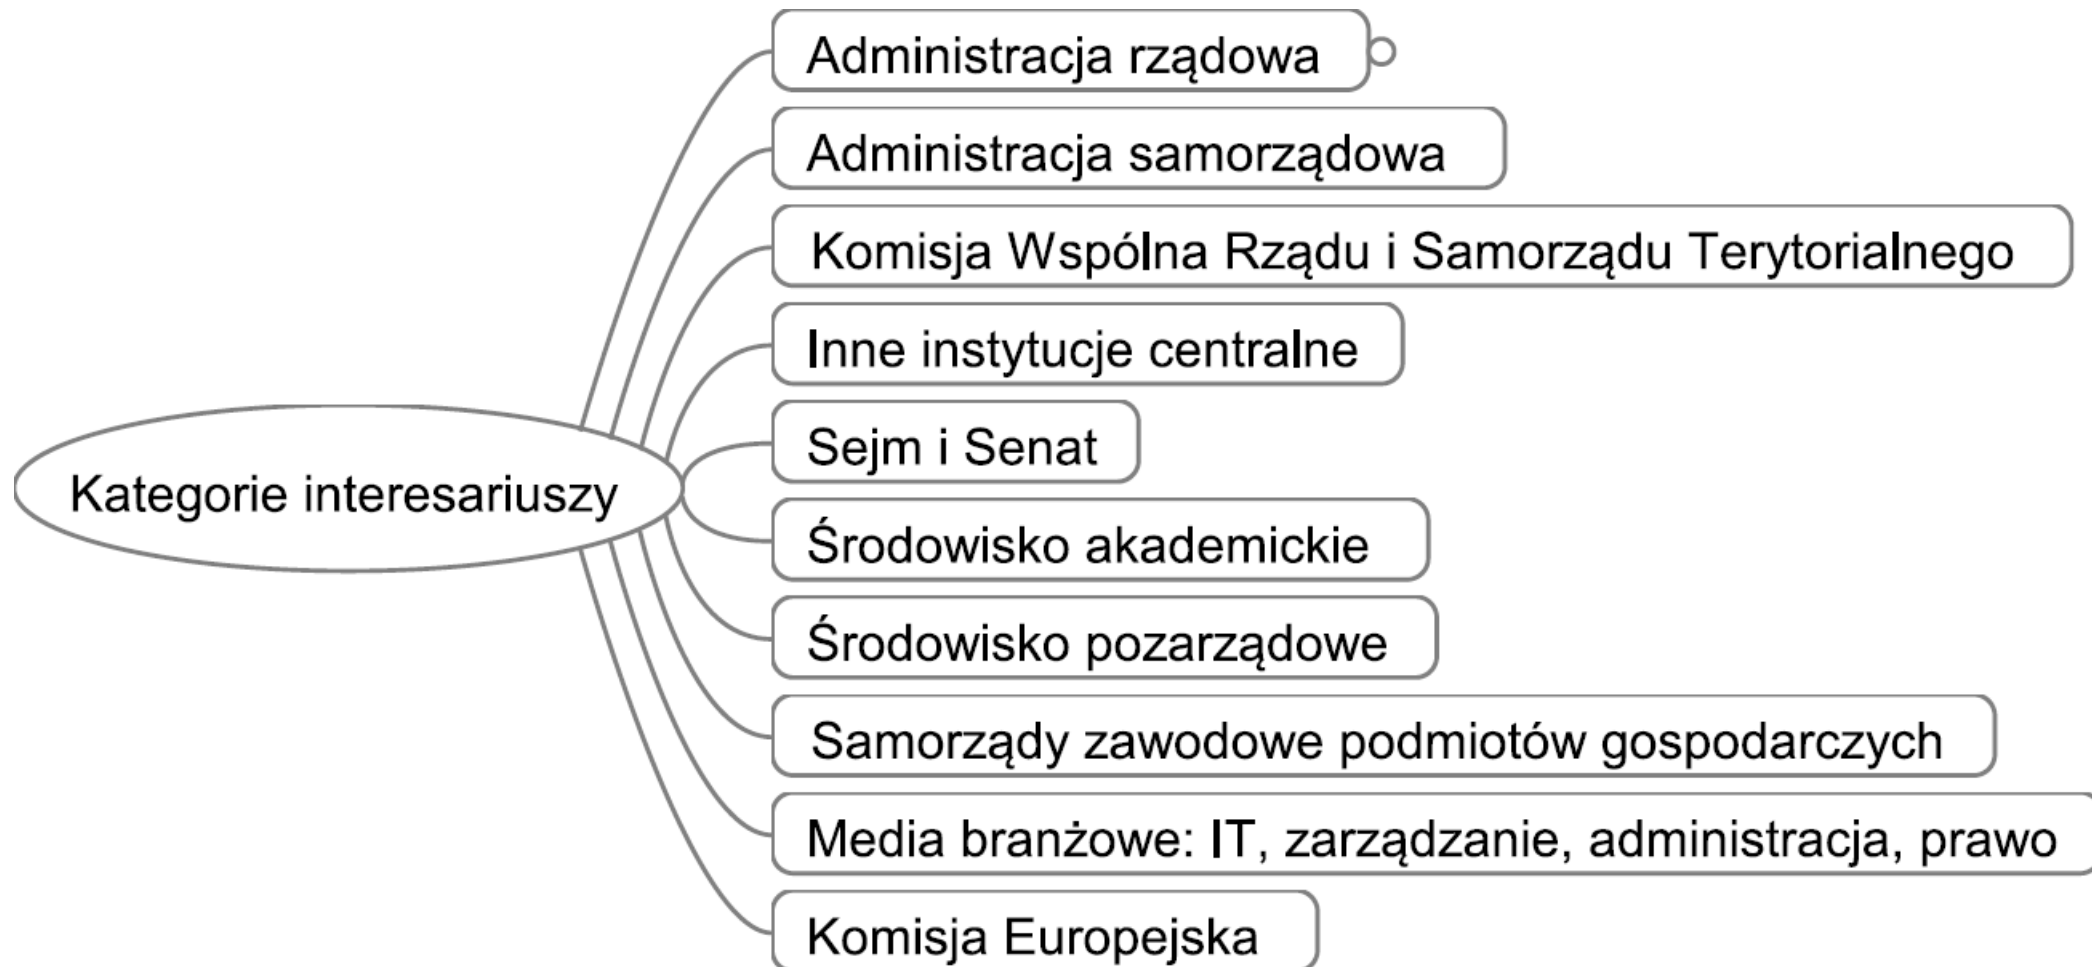 Administracja rządowa
Administracja samorządowa
Komisja Wspólna Rządu i Samorządu Terytorialnego
Inne instytucje centralne
Sejm i Senat
Kategorie interesariuszy
Środowisko akademickie
Środowisko pozarządowe
Samorządy zawodowe podmiotów gospodarczych
Media branżowe: IT, zarządzanie, administracja, prawo
Komisja Europejska